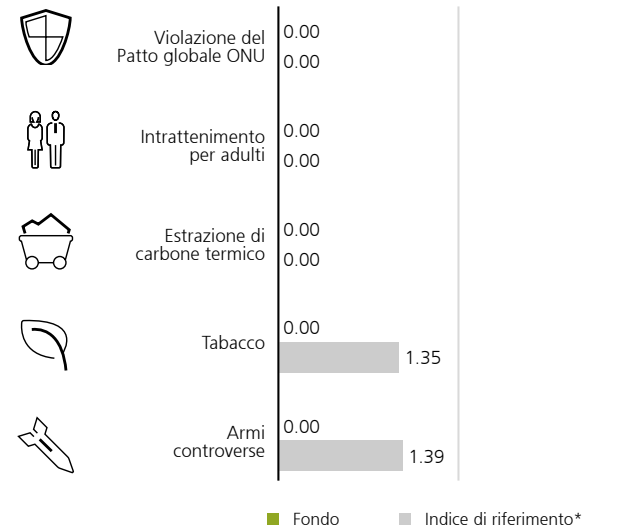 Violazione del
Patto globale ONU
0.00
0.00
Intrattenimento
per adulti
0.00
0.00
Estrazione di
carbone termico
0.00
0.00
Tabacco
0.00
1.35
Armi
controverse
0.00
1.39
Fondo
Indice di riferimento*